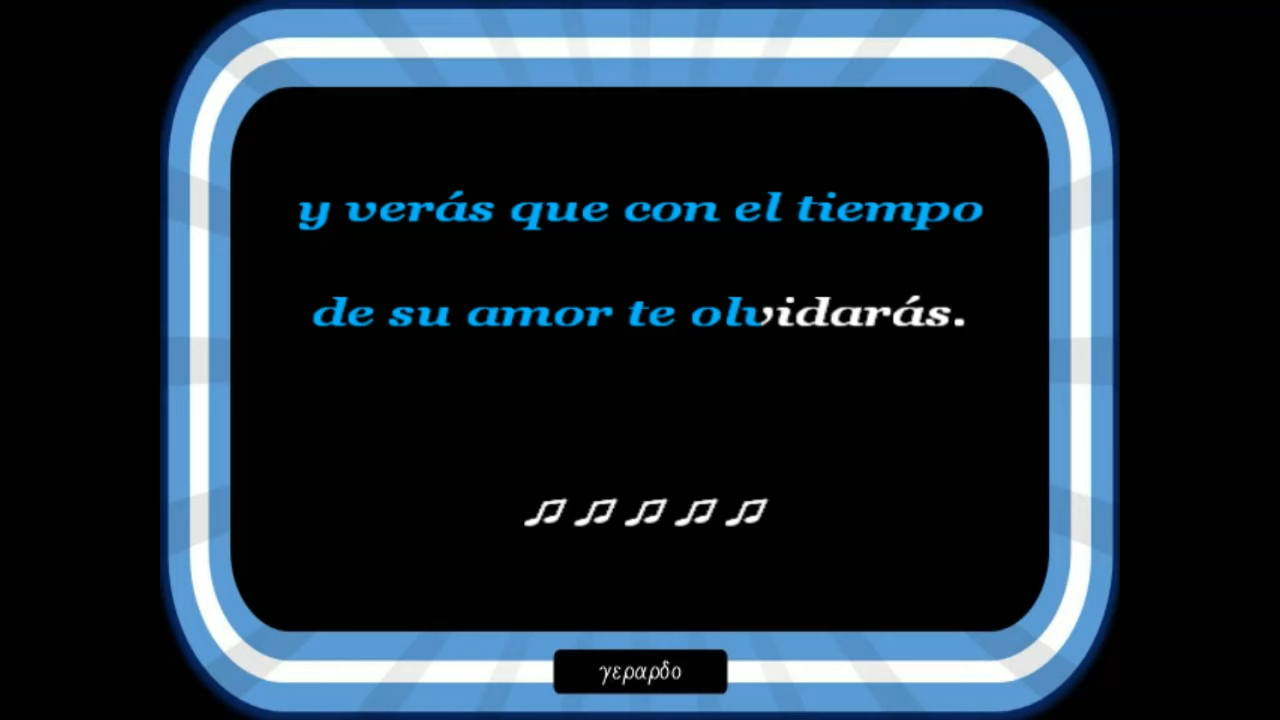 y verás que con el tiempo
de su amor te olvidarás.
♫ ♫ ♫ ♫ ♫
γεραρδο